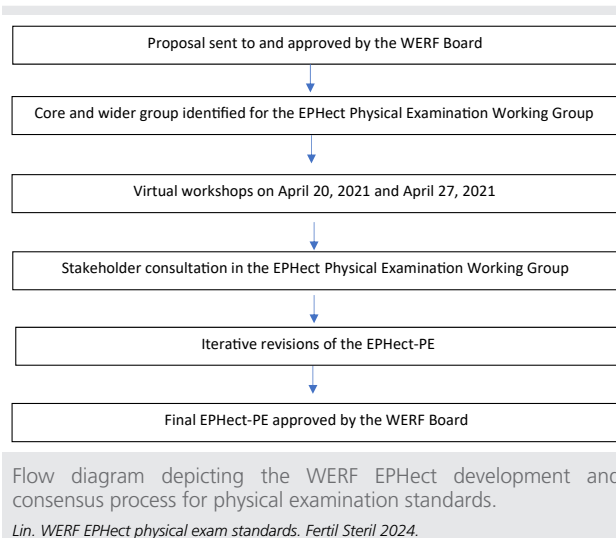 Proposal sent to and approved by the WERF Board
Core and wider group identified for the EPHect Physical Examination Working Group
Virtual workshops on April 20, 2021 and April 27, 2021
Stakeholder consultation in the EPHect Physical Examination Working Group
Iterative revisions of the EPHect-PE
Final EPHect-PE approved by the WERF Board
Flow diagram depicting the WERF EPHect development and
consensus process for physical examination standards.
Lin. WERF EPHect physical exam standards. Fertil Steril 2024.